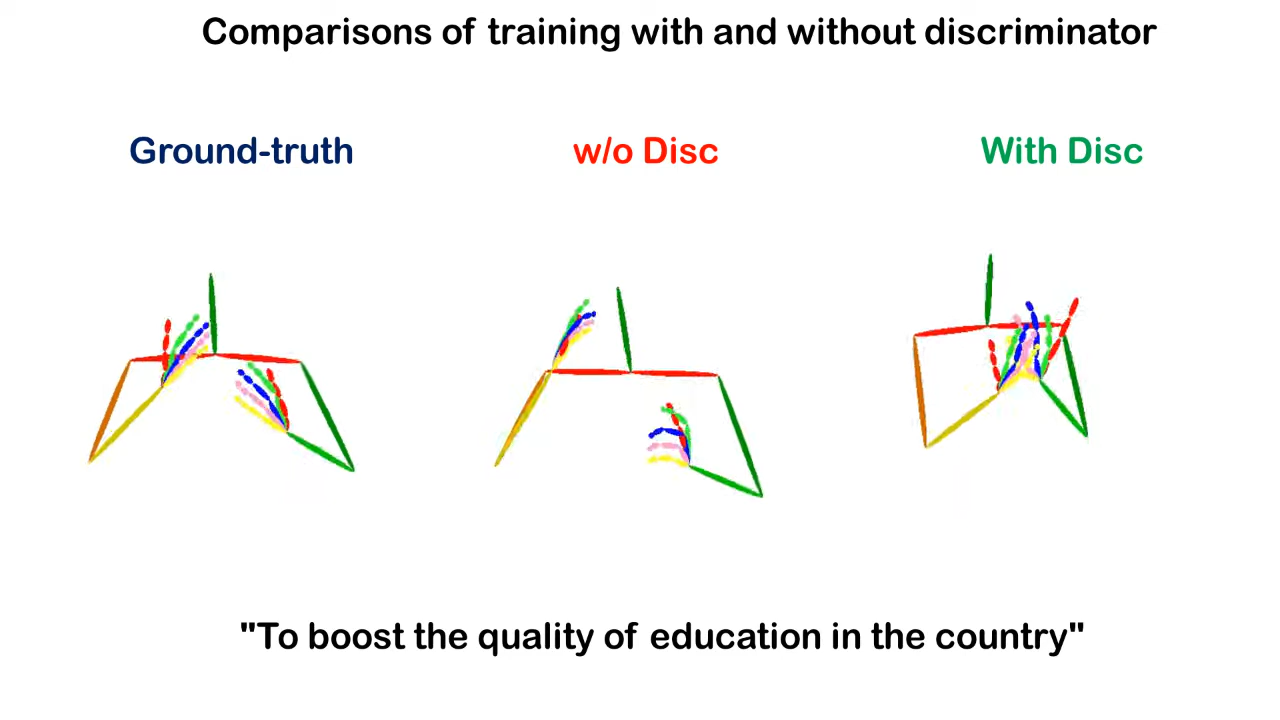 Comparisons of training with and without discriminator
Ground-truth
w/o Disc
With Disc
"To boost the quality of education in the country"